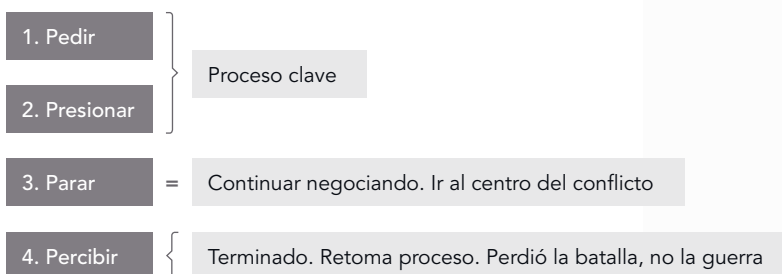 1. Pedir
Proceso clave
2. Presionar
3. Parar = Continuar negociando. Ir al centro del conflicto
4. Percibir Terminado. Retoma proceso. Perdió la batalla, no la guerra